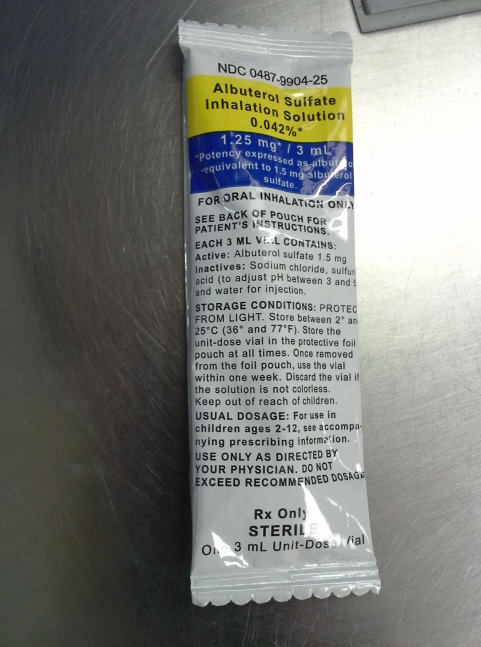 NDC 0487-9904-25
Albuterol Sulfate
Inhalation Solution
0.042%*
1.25 mg* / 3 mL
*Potency expressed as albutero
equivalent to 1.5 mg albuterol
sulfate.
FOR ORAL INHALATION ONLY
SEE BACK OF POUCH FOR
PATIENT'S INSTRUCTIONS.
EACH 3 ML VIAL CONTAINS:
Active: Albuterol sulfate 1.5 mg
Inactives: Sodium chloride, sulfur
acid (to adjust pH between 3 and 5
and water for injection.
STORAGE CONDITIONS: PROTEC
FROM LIGHT. Store between 2° an
25°C (36° and 77°F). Store the
unit-dose vial in the protective foil
pouch at all times. Once removed
from the foil pouch, use the vial
within one week. Discard the vial if
the solution is not colorless.
Keep out of reach of children.
USUAL DOSAGE: For use in
children ages 2-12, see accompa-
nying prescribing information.
USE ONLY AS DIRECTED BY
YOUR PHYSICIAN. DO NOT
EXCEED RECOMMENDED DOSAGE
Rx Only
STERILE
One 3 mL Unit-Dose Vial